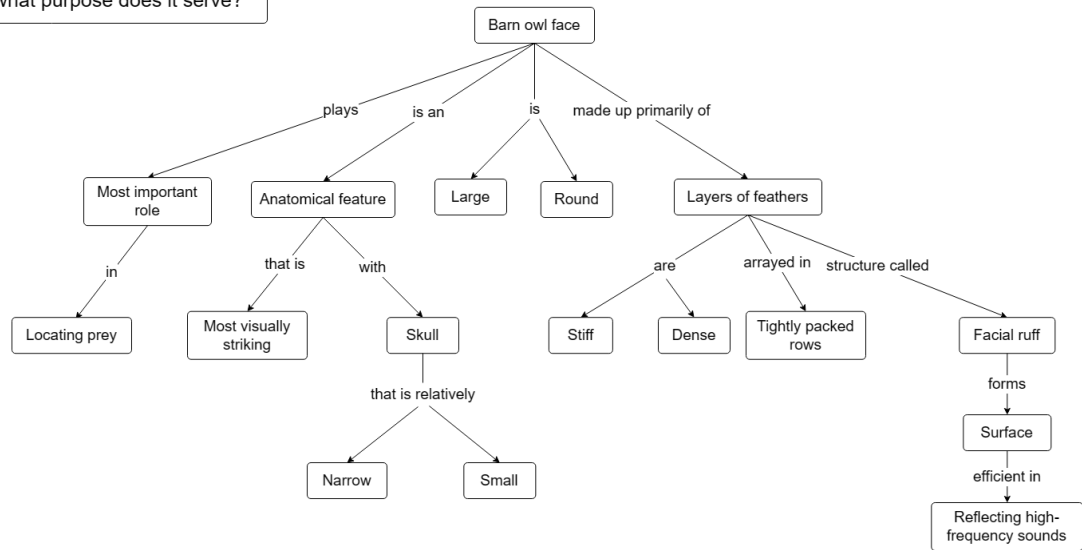 what purpose does it serve?
Barn owl face
plays
is an
is
made up primarily of
Most important
role
Anatomical feature
Large
Round
Layers of feathers
in
that is
with
are
arrayed in
structure called
Locating prey
Most visually
striking
Skull
Stiff
Dense
Tightly packed
rows
Facial ruff
that is relatively
forms
Surface
Narrow
Small
efficient in
Reflecting high-
frequency sounds